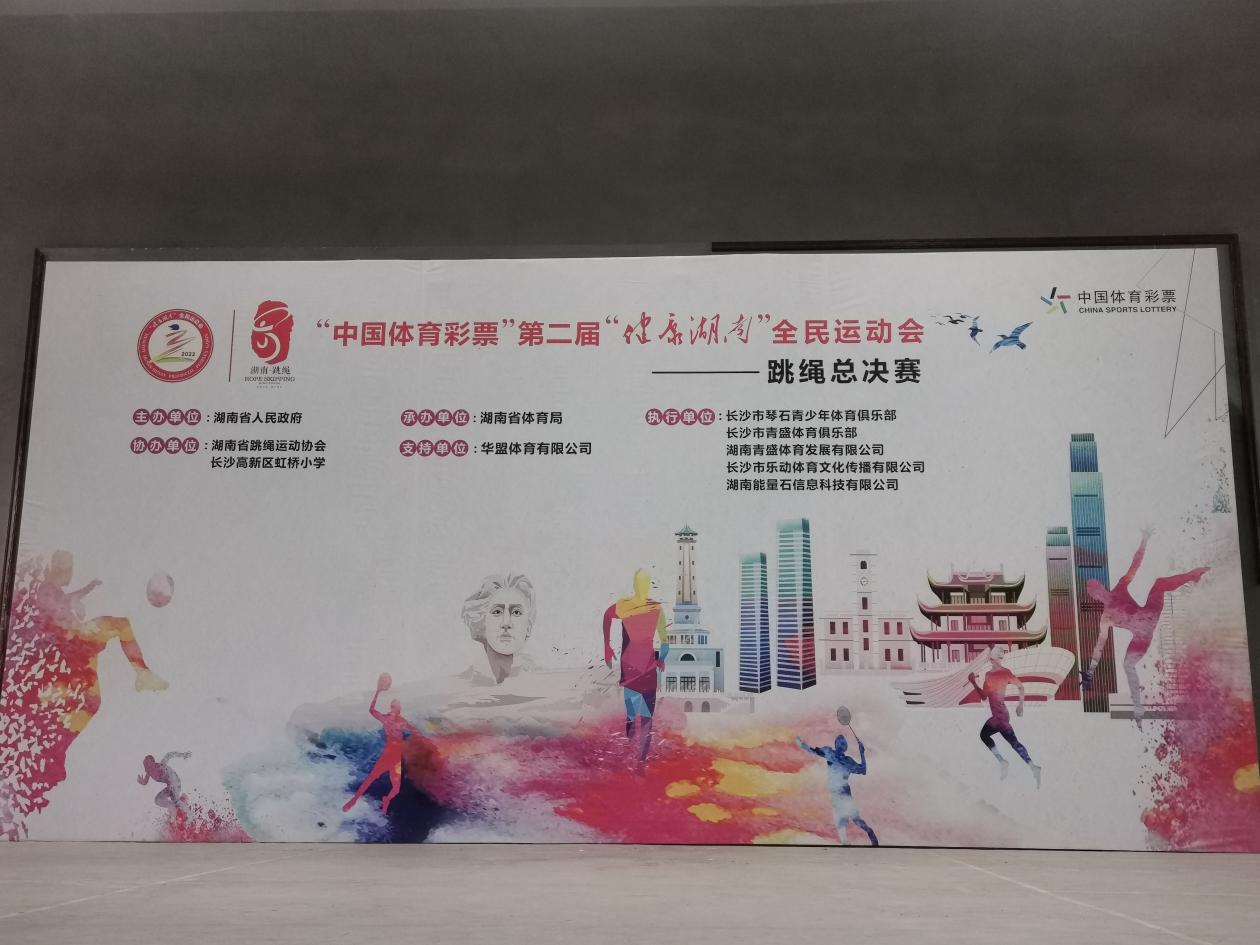 中国体育彩票
CHINA SPORTS LOTTERY
2022
湖南·跳绳
ROPE SKIPPING
“中国体育彩票”第二届“健康湖南”全民运动会
——跳绳总决赛
主办单位：湖南省人民政府
协办单位：湖南省跳绳运动协会
长沙高新区虹桥小学
承办单位：湖南省体育局
支持单位：华盟体育有限公司
执行单位：长沙市琴石青少年体育俱乐部
长沙市青盛体育俱乐部
湖南青盛体育发展有限公司
长沙市乐动体育文化传播有限公司
湖南能量石信息科技有限公司